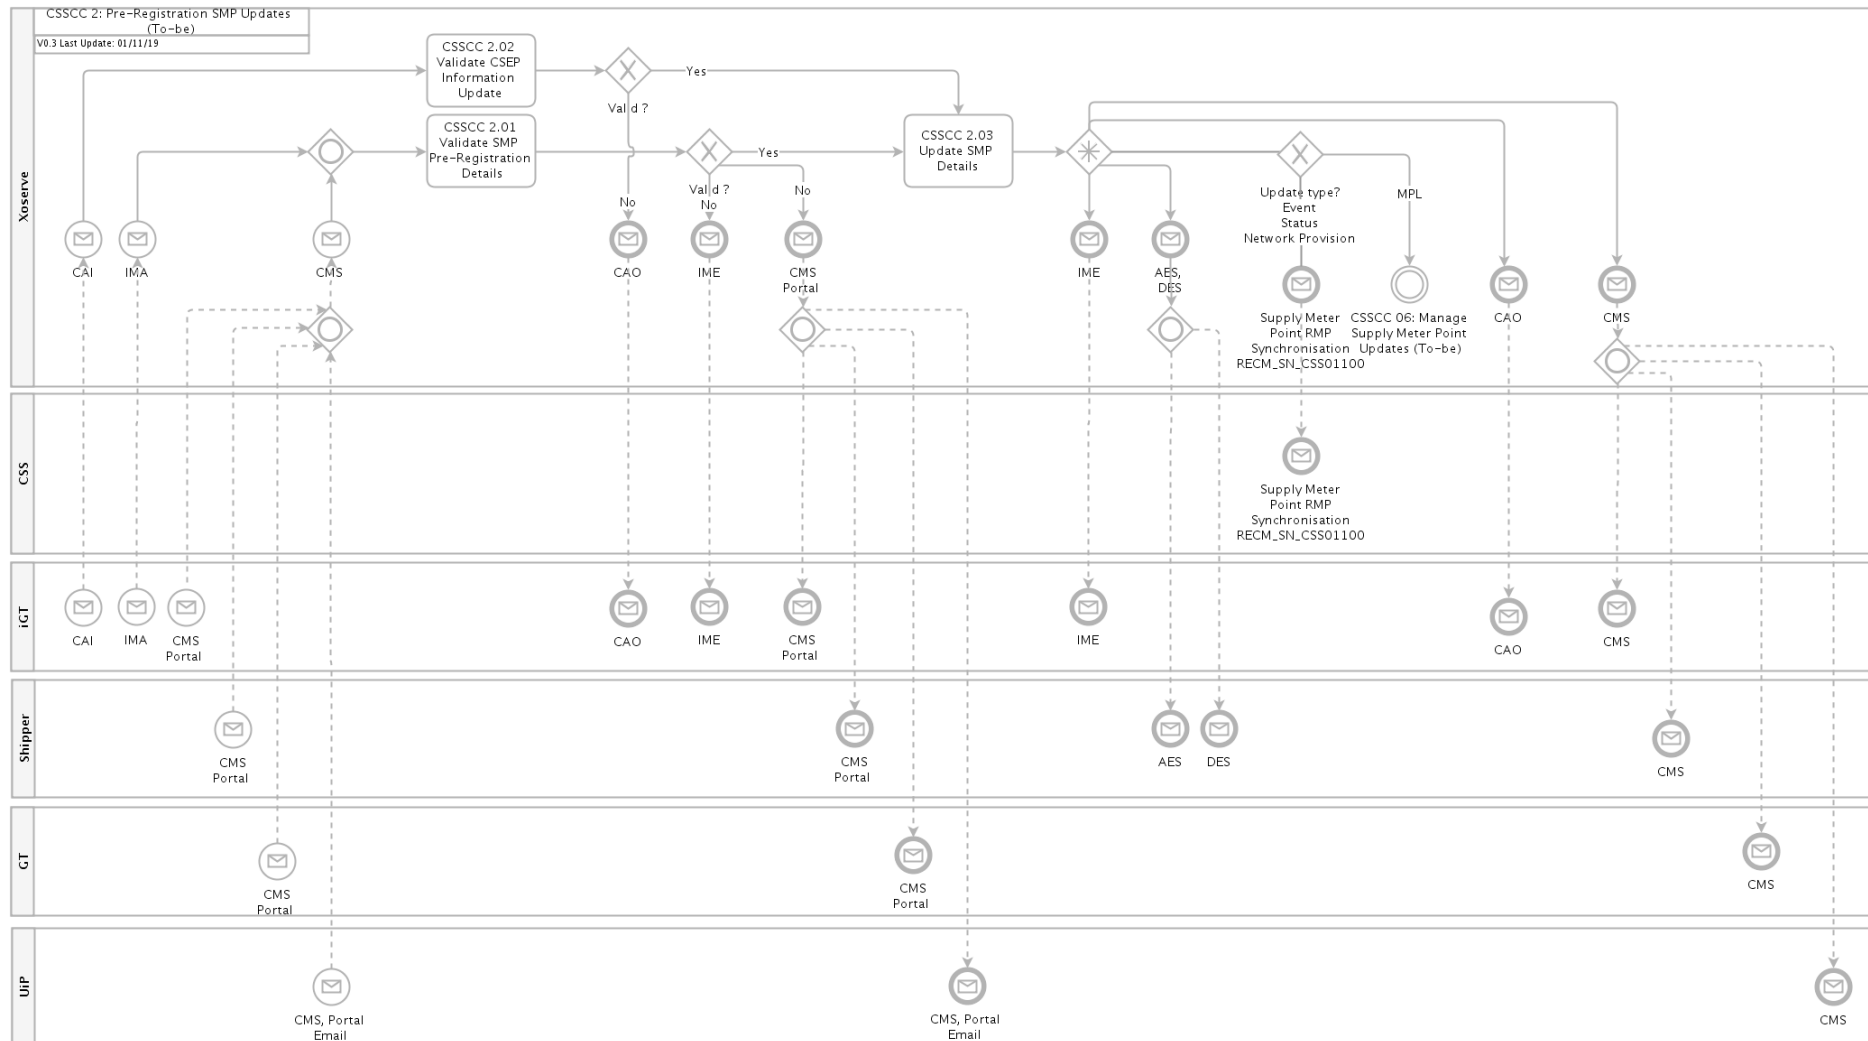 CSSCC 2: Pre-Registration SMP Updates
(To-be)
V0.3 Last Update: 01/11/19
Xoserve
CSSCC 2.02
Validate CSEP
Information
Update
Valid ?
Yes
No
CSSCC 2.01
Validate SMP
Pre-Registration
Details
Valid ?
No
Yes
No
CSSCC 2.03
Update SMP
Details
Update type?
Event
Status
Network Provision
MPL
CAI
IMA
CMS
CAO
IME
CMS
Portal
IME
AES,
DES
Supply Meter
Point RMP
Synchronisation
RECM_SN_CSS01100
CSSCC 06: Manage
Supply Meter Point
Updates (To-be)
CAO
CMS
CSS
Supply Meter
Point RMP
Synchronisation
RECM_SN_CSS01100
iGT
CAI
IMA
CMS
Portal
CAO
IME
CMS
Portal
IME
CAO
CMS
Shipper
CMS
Portal
CMS
Portal
AES
DES
CMS
GT
CMS
Portal
CMS
Portal
CMS
UiP
CMS, Portal
Email
CMS, Portal
Email
CMS